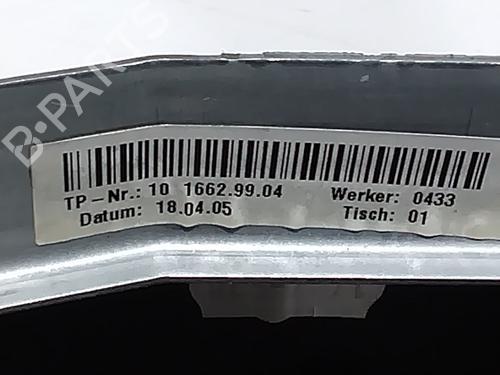 B-PARTS
TP-Nr.: 10 1662.99.04 Werker: 0433
Datum: 18.04.05 Tisch: 01